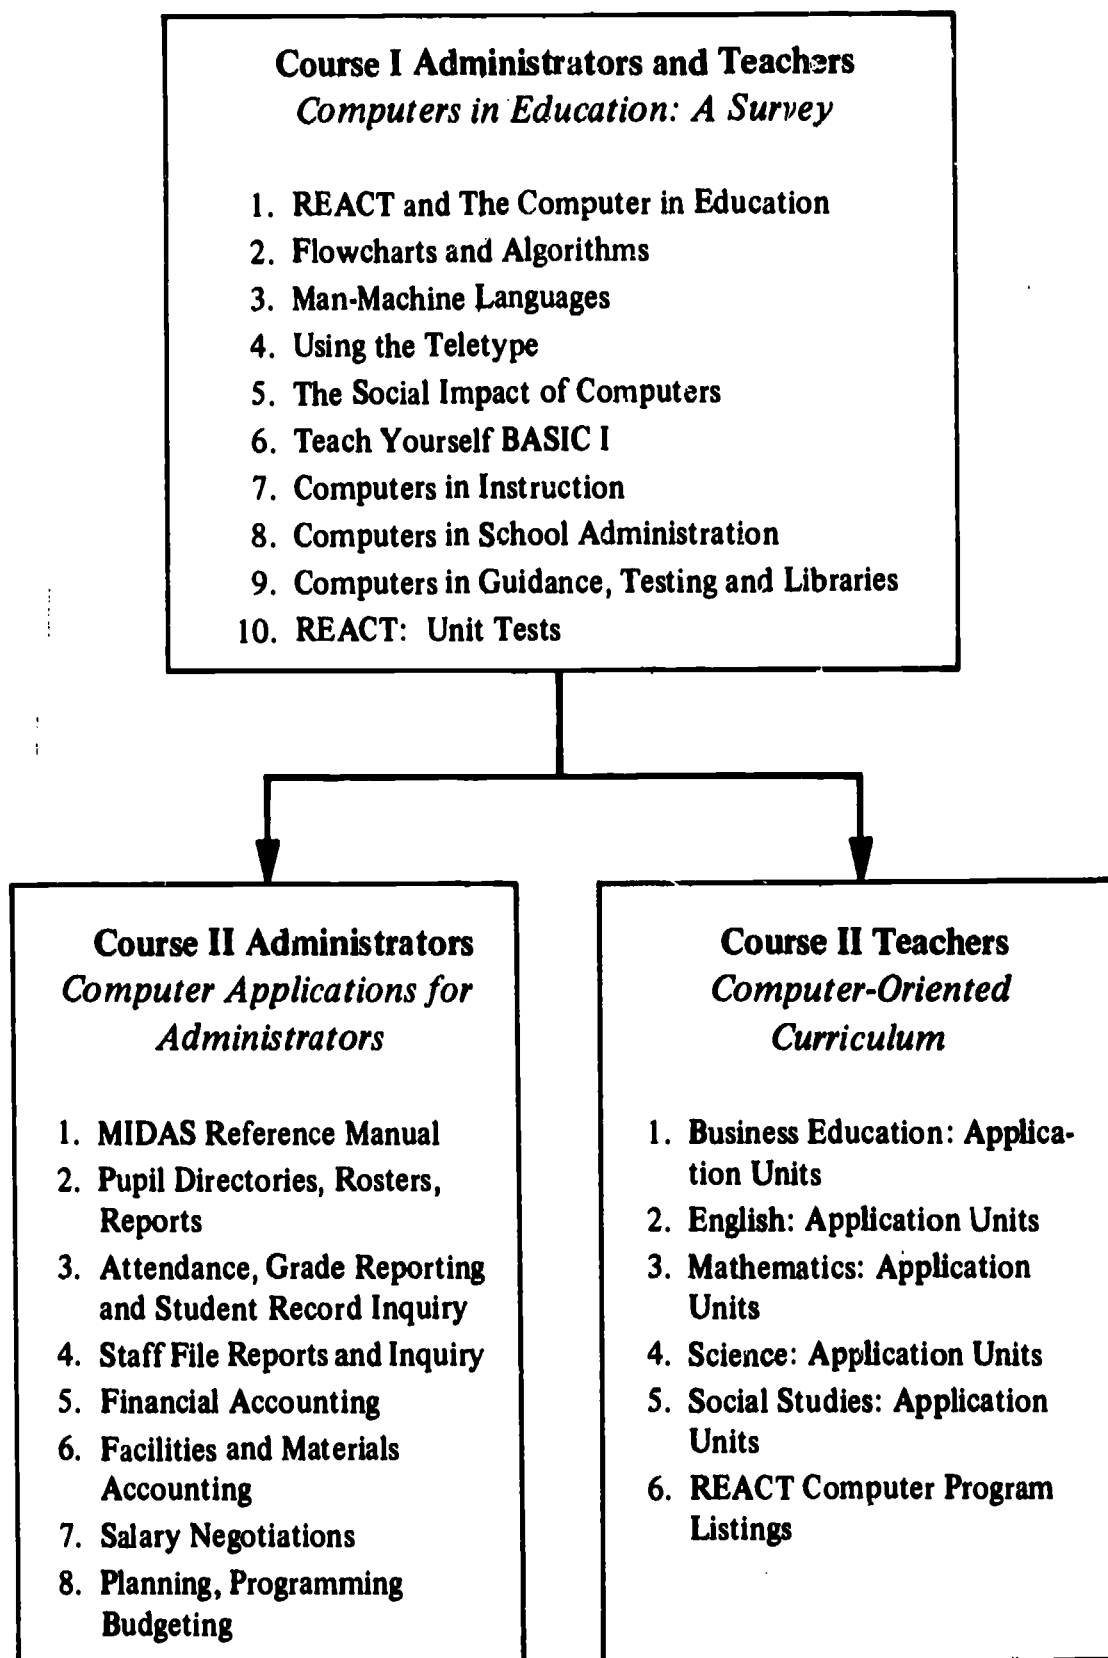 Course I Administrators and Teachers
Computers in Education: A Survey
1. REACT and The Computer in Education
2. Flowcharts and Algorithms
3. Man-Machine Languages
4. Using the Teletype
5. The Social Impact of Computers
6. Teach Yourself BASIC I
7. Computers in Instruction
8. Computers in School Administration
9. Computers in Guidance, Testing and Libraries
10. REACT: Unit Tests
Course II Administrators
Computer Applications for
Administrators
1. MIDAS Reference Manual
2. Pupil Directories, Rosters,
Reports
3. Attendance, Grade Reporting
and Student Record Inquiry
4. Staff File Reports and Inquiry
5. Financial Accounting
6. Facilities and Materials
Accounting
7. Salary Negotiations
8. Planning, Programming
Budgeting
Course II Teachers
Computer-Oriented
Curriculum
1. Business Education: Applica-
tion Units
2. English: Application Units
3. Mathematics: Application
Units
4. Science: Application Units
5. Social Studies: Application
Units
6. REACT Computer Program
Listings